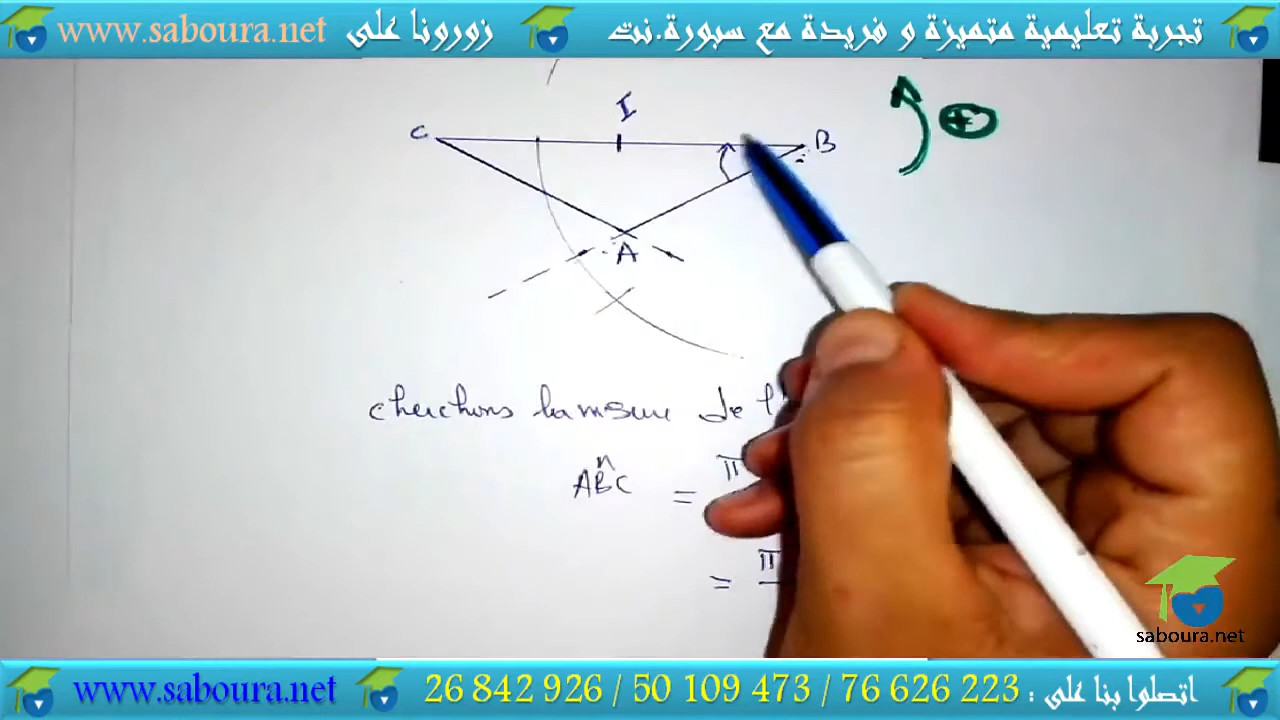 www.saboura.net زورونا على تجربة تعليمية متميزة و فريدة مع سبورة.نت
I
C
B
+
A
cherchons la mesure de l'
ABC = π
= π
saboura.net
www.saboura.net 26 842 926 / 50 109 473 / 76 626 223 : اتصلوا بنا على